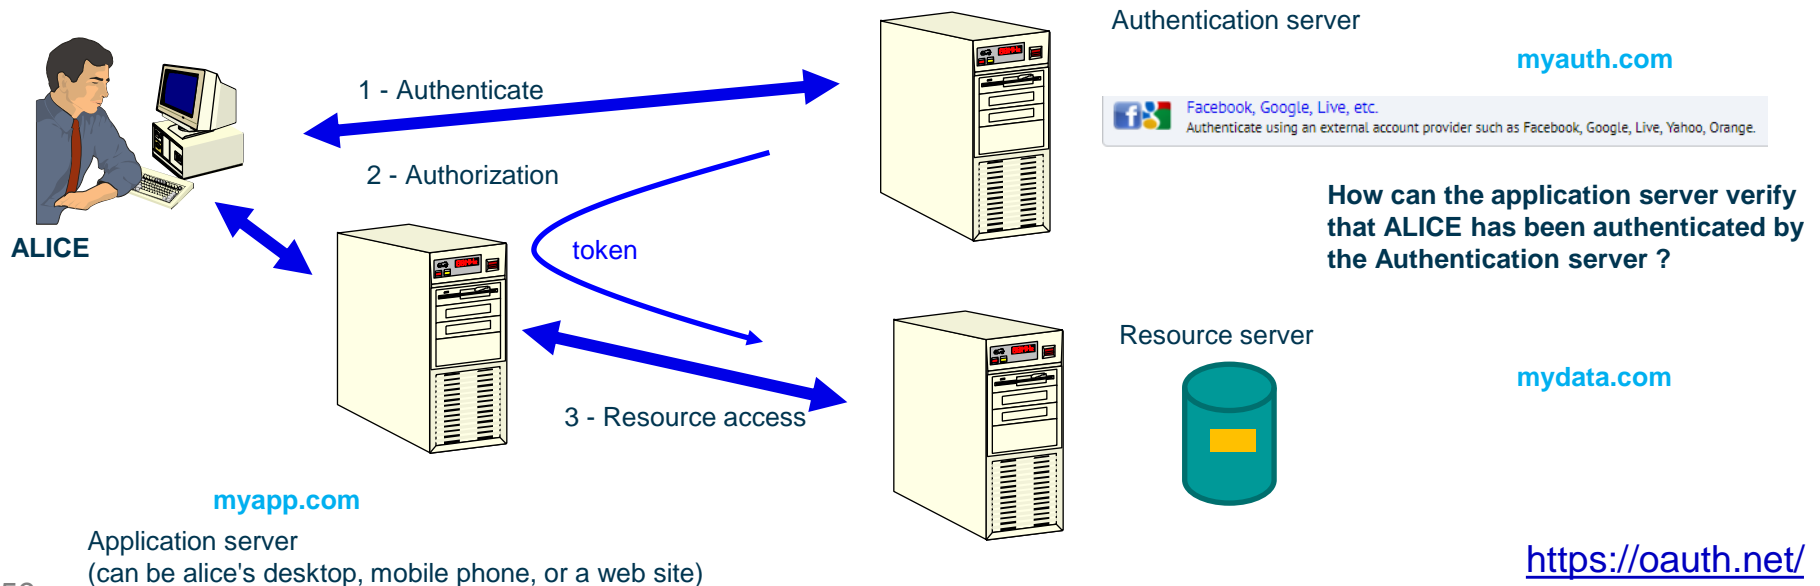 Authentication server
myauth.com
1 - Authenticate
Facebook, Google, Live, etc.
Authenticate using an external account provider such as Facebook, Google, Live, Yahoo, Orange.
2 - Authorization
How can the application server verify
that ALICE has been authenticated by
the Authentication server ?
ALICE
token
Resource server
mydata.com
3 - Resource access
myapp.com
Application server
(can be alice's desktop, mobile phone, or a web site)
https://oauth.net/